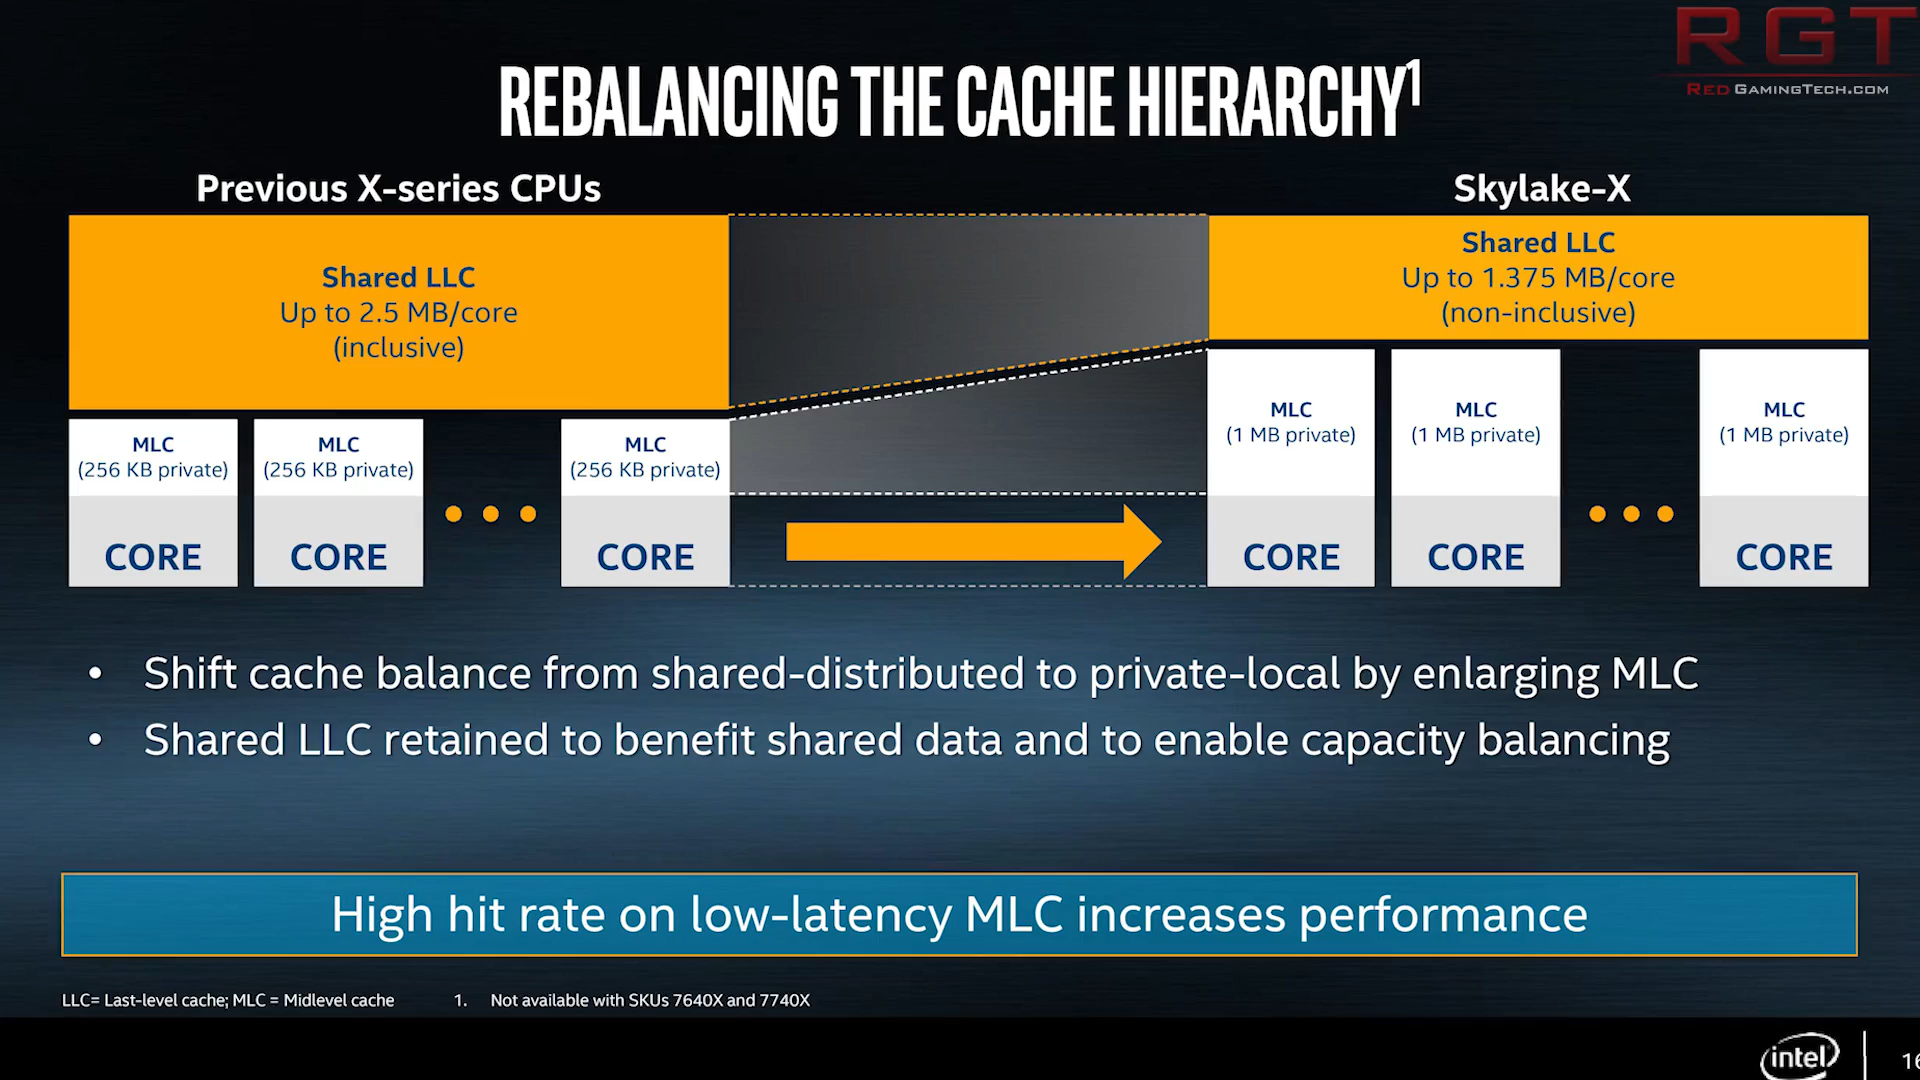 RGT
RED GAMINGTECH.COM
REBALANCING THE CACHE HIERARCHY¹
Previous X-series CPUs
Skylake-X
Shared LLC
Up to 2.5 MB/core
(inclusive)
Shared LLC
Up to 1.375 MB/core
(non-inclusive)
MLC
(256 KB private)
CORE
MLC
(256 KB private)
CORE
MLC
(256 KB private)
CORE
MLC
(1 MB private)
CORE
MLC
(1 MB private)
CORE
MLC
(1 MB private)
CORE
• Shift cache balance from shared-distributed to private-local by enlarging MLC
• Shared LLC retained to benefit shared data and to enable capacity balancing
High hit rate on low-latency MLC increases performance
LLC= Last-level cache; MLC = Midlevel cache
1. Not available with SKUs 7640X and 7740X
intel